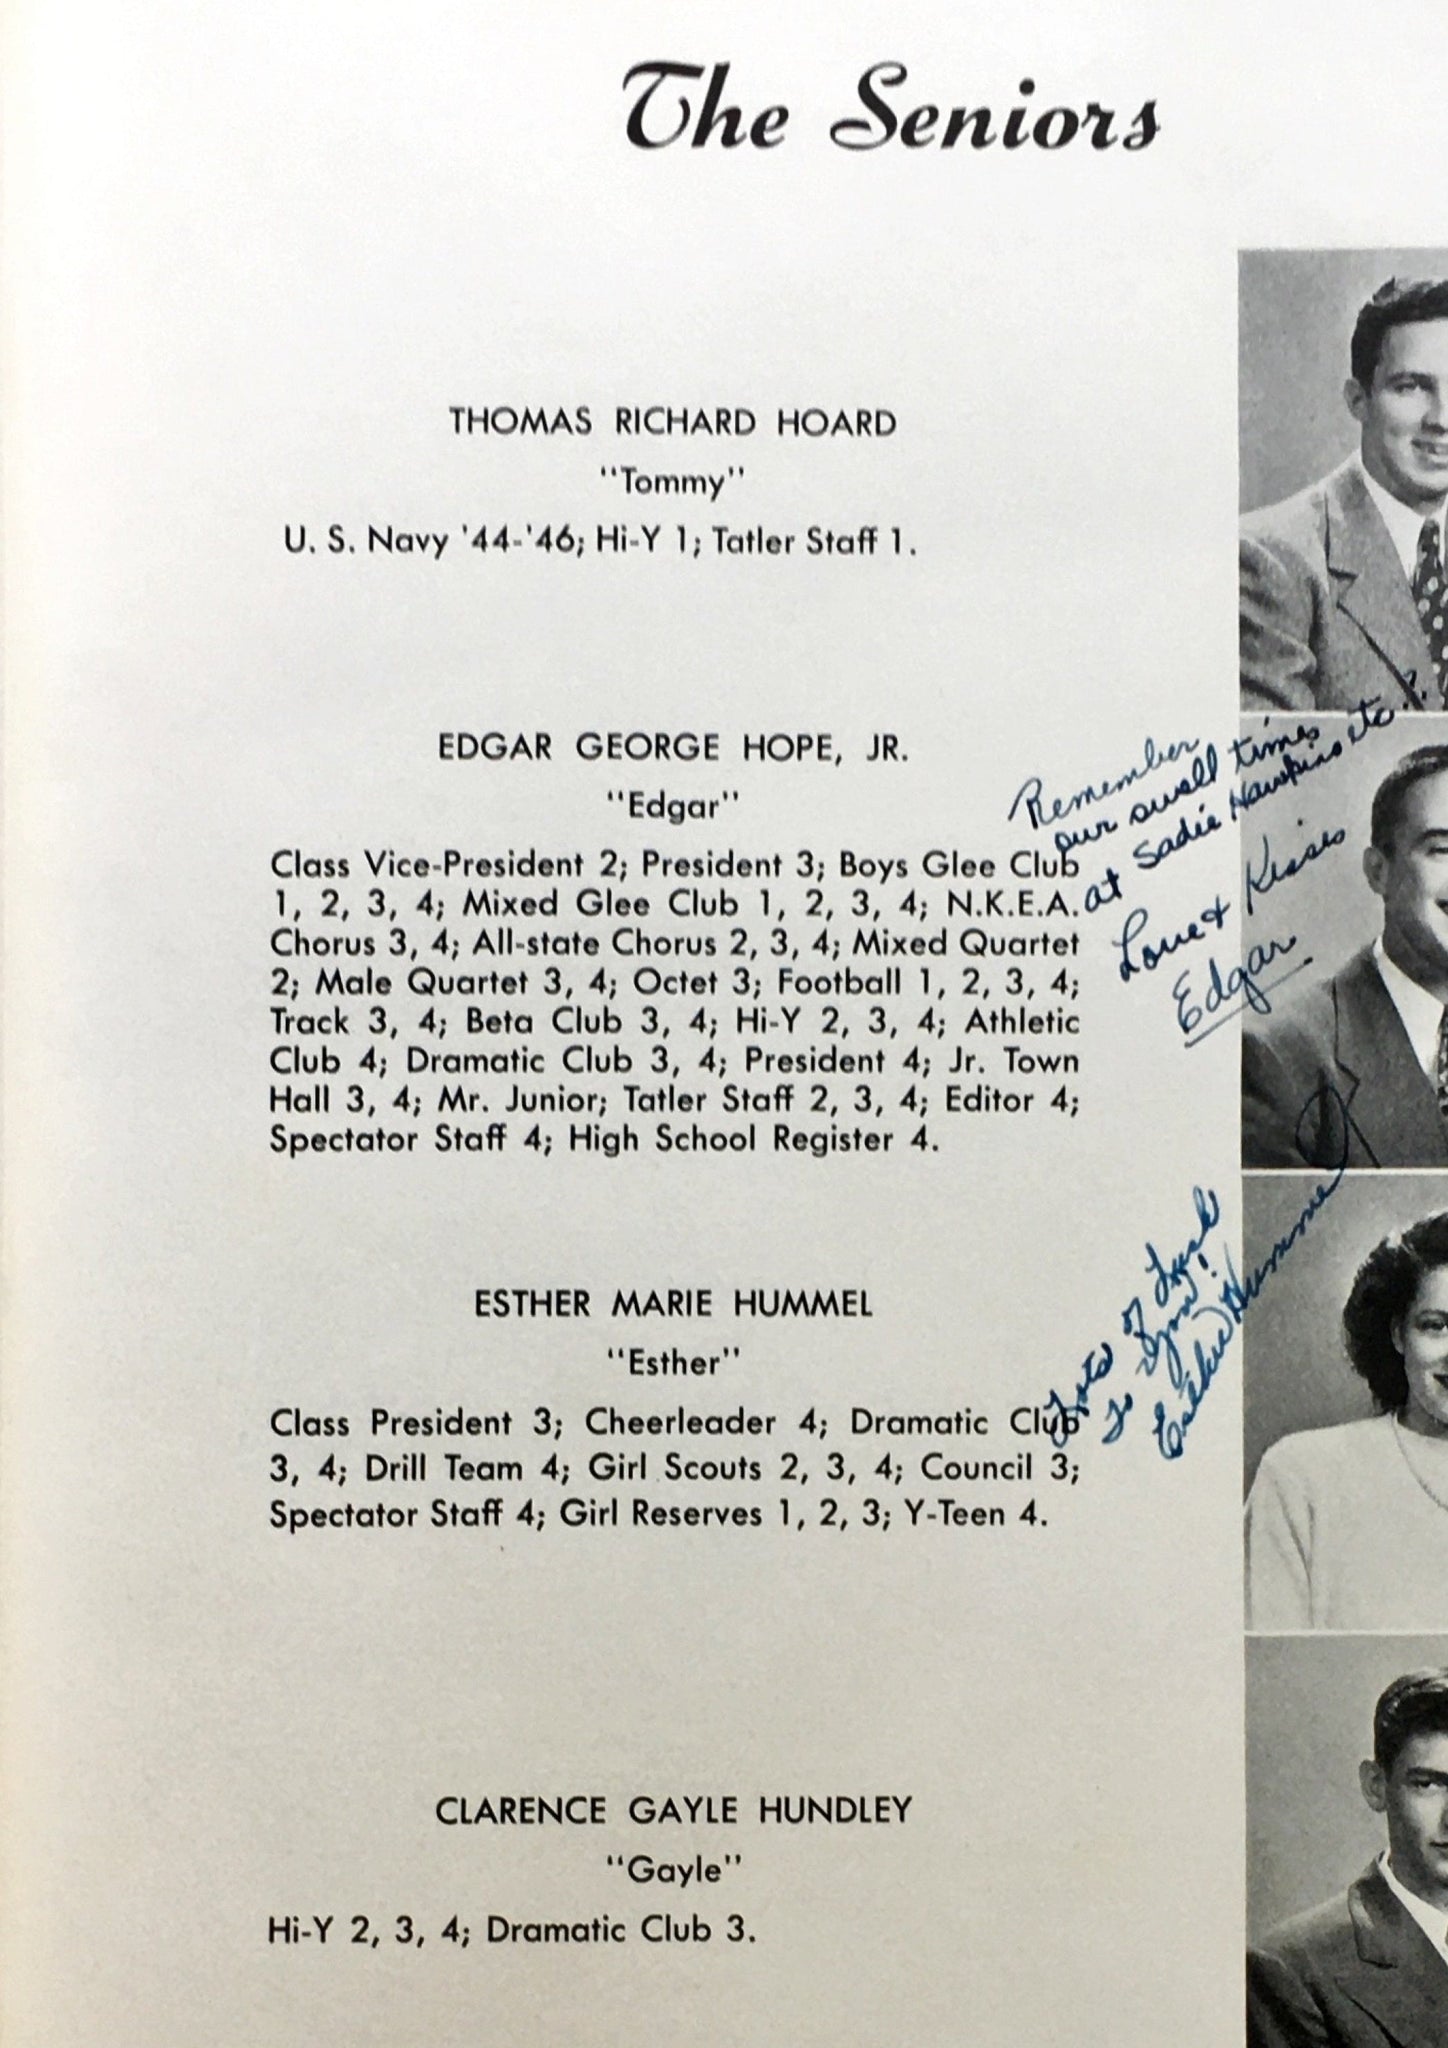 The Seniors
THOMAS RICHARD HOARD
"Tommy"
U. S. Navy '44-'46; Hi-Y 1; Tatler Staff 1.
EDGAR GEORGE HOPE, JR.
"Edgar"
Class Vice-President 2; President 3; Boys Glee Club
1, 2, 3, 4; Mixed Glee Club 1, 2, 3, 4; N.K.E.A.
Chorus 3, 4; All-state Chorus 2, 3, 4; Mixed Quartet
2; Male Quartet 3, 4; Octet 3; Football 1, 2, 3, 4;
Track 3, 4; Beta Club 3, 4; Hi-Y 2, 3, 4; Athletic
Club 4; Dramatic Club 3, 4; President 4; Jr. Town
Hall 3, 4; Mr. Junior; Tatler Staff 2, 3, 4; Editor 4;
Spectator Staff 4; High School Register 4.
Remember
our swell times
at Sadie Hawkins etc.?
Love & Kisses
Edgar
ESTHER MARIE HUMMEL
"Esther"
Class President 3; Cheerleader 4; Dramatic Club
3, 4; Drill Team 4; Girl Scouts 2, 3, 4; Council 3;
Spectator Staff 4; Girl Reserves 1, 2, 3; Y-Teen 4.
Lots of Luck
To You!
Esther Hummel
CLARENCE GAYLE HUNDLEY
"Gayle"
Hi-Y 2, 3, 4; Dramatic Club 3.